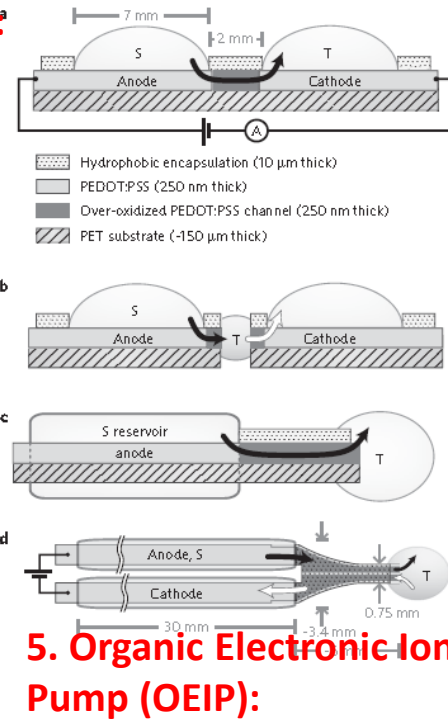 a
7 mm
2 mm
S
T
Anode
Cathode
A
Hydrophobic encapsulation (10 µm thick)
PEDOT:PSS (250 nm thick)
Over-oxidized PEDOT:PSS channel (250 nm thick)
PET substrate (~150 µm thick)
b
S
Anode
T
Cathode
c
S reservoir
anode
T
d
Anode, S
Cathode
T
0.75 mm
30 mm
~3.4 mm
5. Organic Electronic Ion
Pump (OEIP):